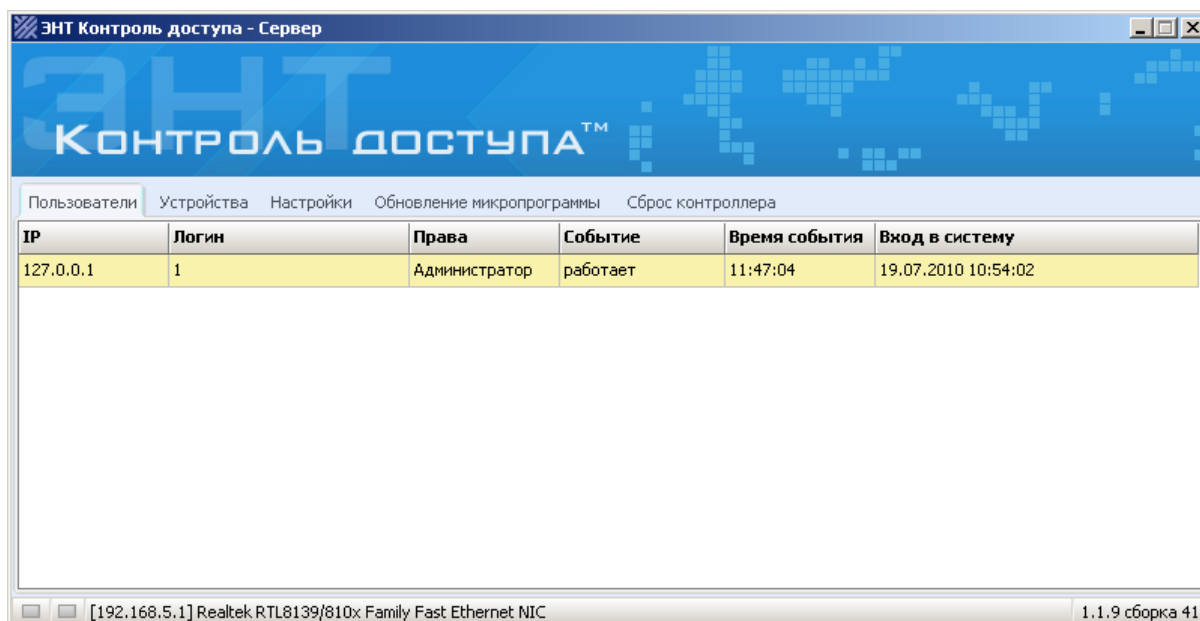 ЭНТ Контроль доступа - Сервер
ЭНТ
Контроль доступа™
Пользователи Устройства Настройки Обновление микропрограммы Сброс контроллера
IP Логин Права Событие Время события Вход в систему
127.0.0.1 1 Администратор работает 11:47:04 19.07.2010 10:54:02
[192.168.5.1] Realtek RTL8139/810x Family Fast Ethernet NIC 1.1.9 сборка 41